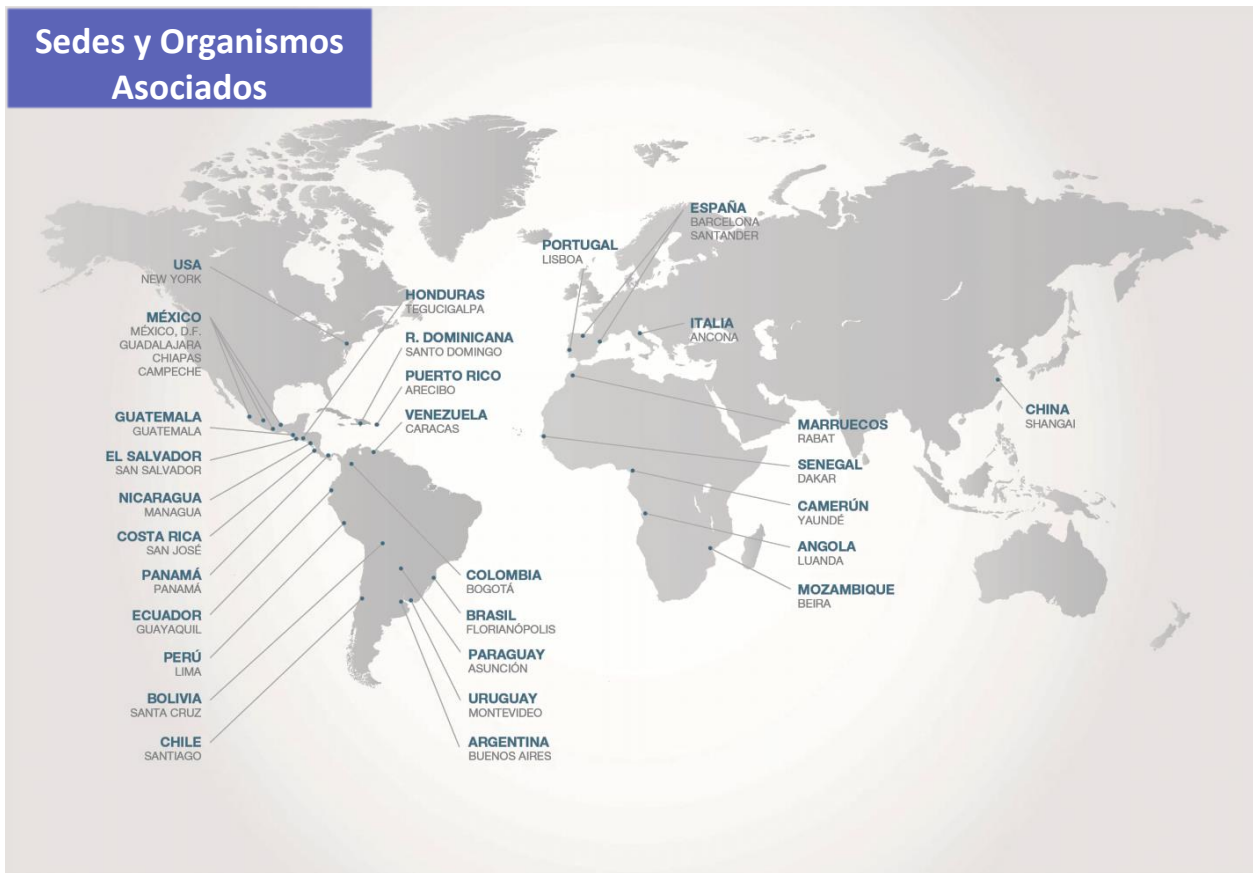 Sedes y Organismos
Asociados
USA
NEW YORK
MÉXICO
MÉXICO, D.F.
GUADALAJARA
CHIAPAS
CAMPECHE
GUATEMALA
GUATEMALA
EL SALVADOR
SAN SALVADOR
NICARAGUA
MANAGUA
COSTA RICA
SAN JOSÉ
PANAMÁ
PANAMÁ
ECUADOR
GUAYAQUIL
PERÚ
LIMA
BOLIVIA
SANTA CRUZ
CHILE
SANTIAGO
HONDURAS
TEGUCIGALPA
R. DOMINICANA
SANTO DOMINGO
PUERTO RICO
ARECIBO
VENEZUELA
CARACAS
COLOMBIA
BOGOTÁ
BRASIL
FLORIANÓPOLIS
PARAGUAY
ASUNCIÓN
URUGUAY
MONTEVIDEO
ARGENTINA
BUENOS AIRES
PORTUGAL
LISBOA
ESPAÑA
BARCELONA
SANTANDER
ITALIA
ANCONA
MARRUECOS
RABAT
SENEGAL
DAKAR
CAMERÚN
YAUNDÉ
ANGOLA
LUANDA
MOZAMBIQUE
BEIRA
CHINA
SHANGAI